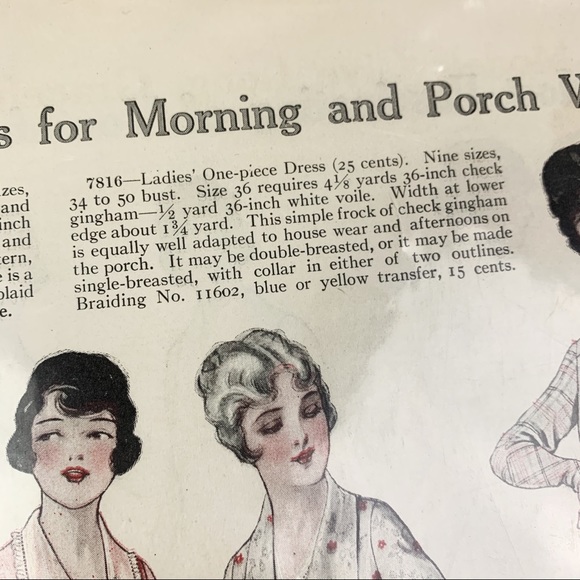 s for Morning and Porch W
zes,
and
inch
and
tern,
e is a
plaid
e.
7816—Ladies' One-piece Dress (25 cents). Nine sizes,
34 to 50 bust. Size 36 requires 4⅛ yards 36-inch check
gingham—½ yard 36-inch white voile. Width at lower
edge about 1¾ yard. This simple frock of check gingham
is equally well adapted to house wear and afternoons on
the porch. It may be double-breasted, or it may be made
single-breasted, with collar in either of two outlines.
Braiding No. 11602, blue or yellow transfer, 15 cents.